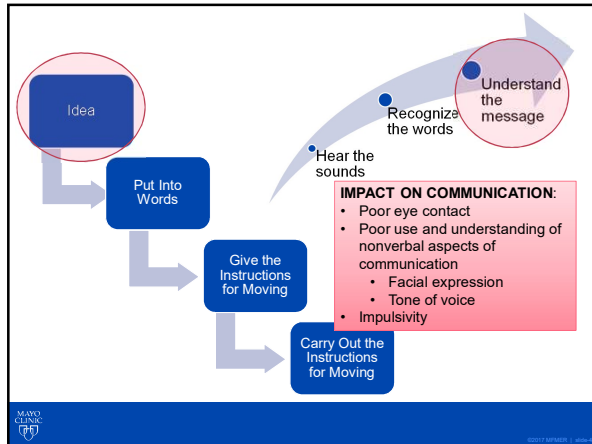 Idea
Put Into
Words
Give the
Instructions
for Moving
Carry Out the
Instructions
for Moving
Hear the
sounds
Recognize
the words
Understand
the
message
IMPACT ON COMMUNICATION:
• Poor eye contact
• Poor use and understanding of
nonverbal aspects of
communication
• Facial expression
• Tone of voice
• Impulsivity
MAYO
CLINIC
©2017 MFMER |